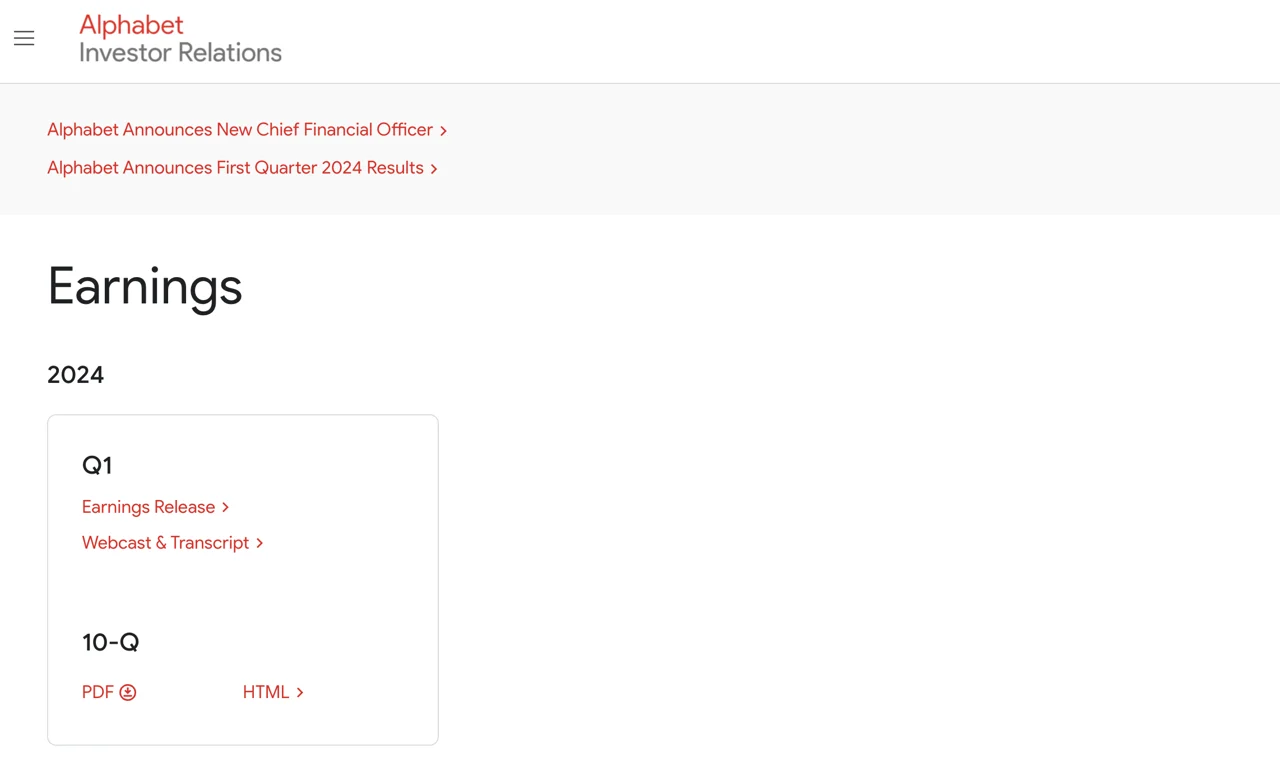 Alphabet
Investor Relations
Alphabet Announces New Chief Financial Officer
Alphabet Announces First Quarter 2024 Results
Earnings
2024
Q1
Earnings Release
Webcast & Transcript
10-Q
PDF HTML